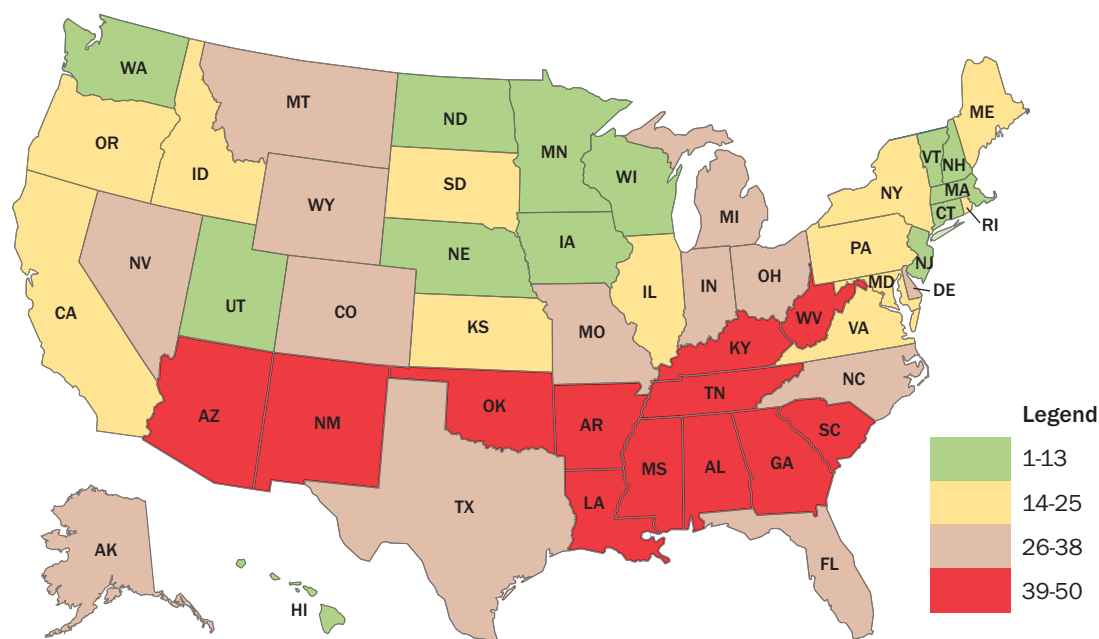 WA
MT
ND
MN
OR
ID
SD
WI
WY
NE
IA
NV
UT
CO
CA
KS
MO
IL
IN
OH
MI
PA
NY
VT
NH
ME
MA
CT
RI
NJ
MD
DE
WV
VA
KY
NC
TN
AZ
NM
OK
AR
SC
MS
AL
GA
LA
TX
FL
AK
HI
Legend
1-13
14-25
26-38
39-50